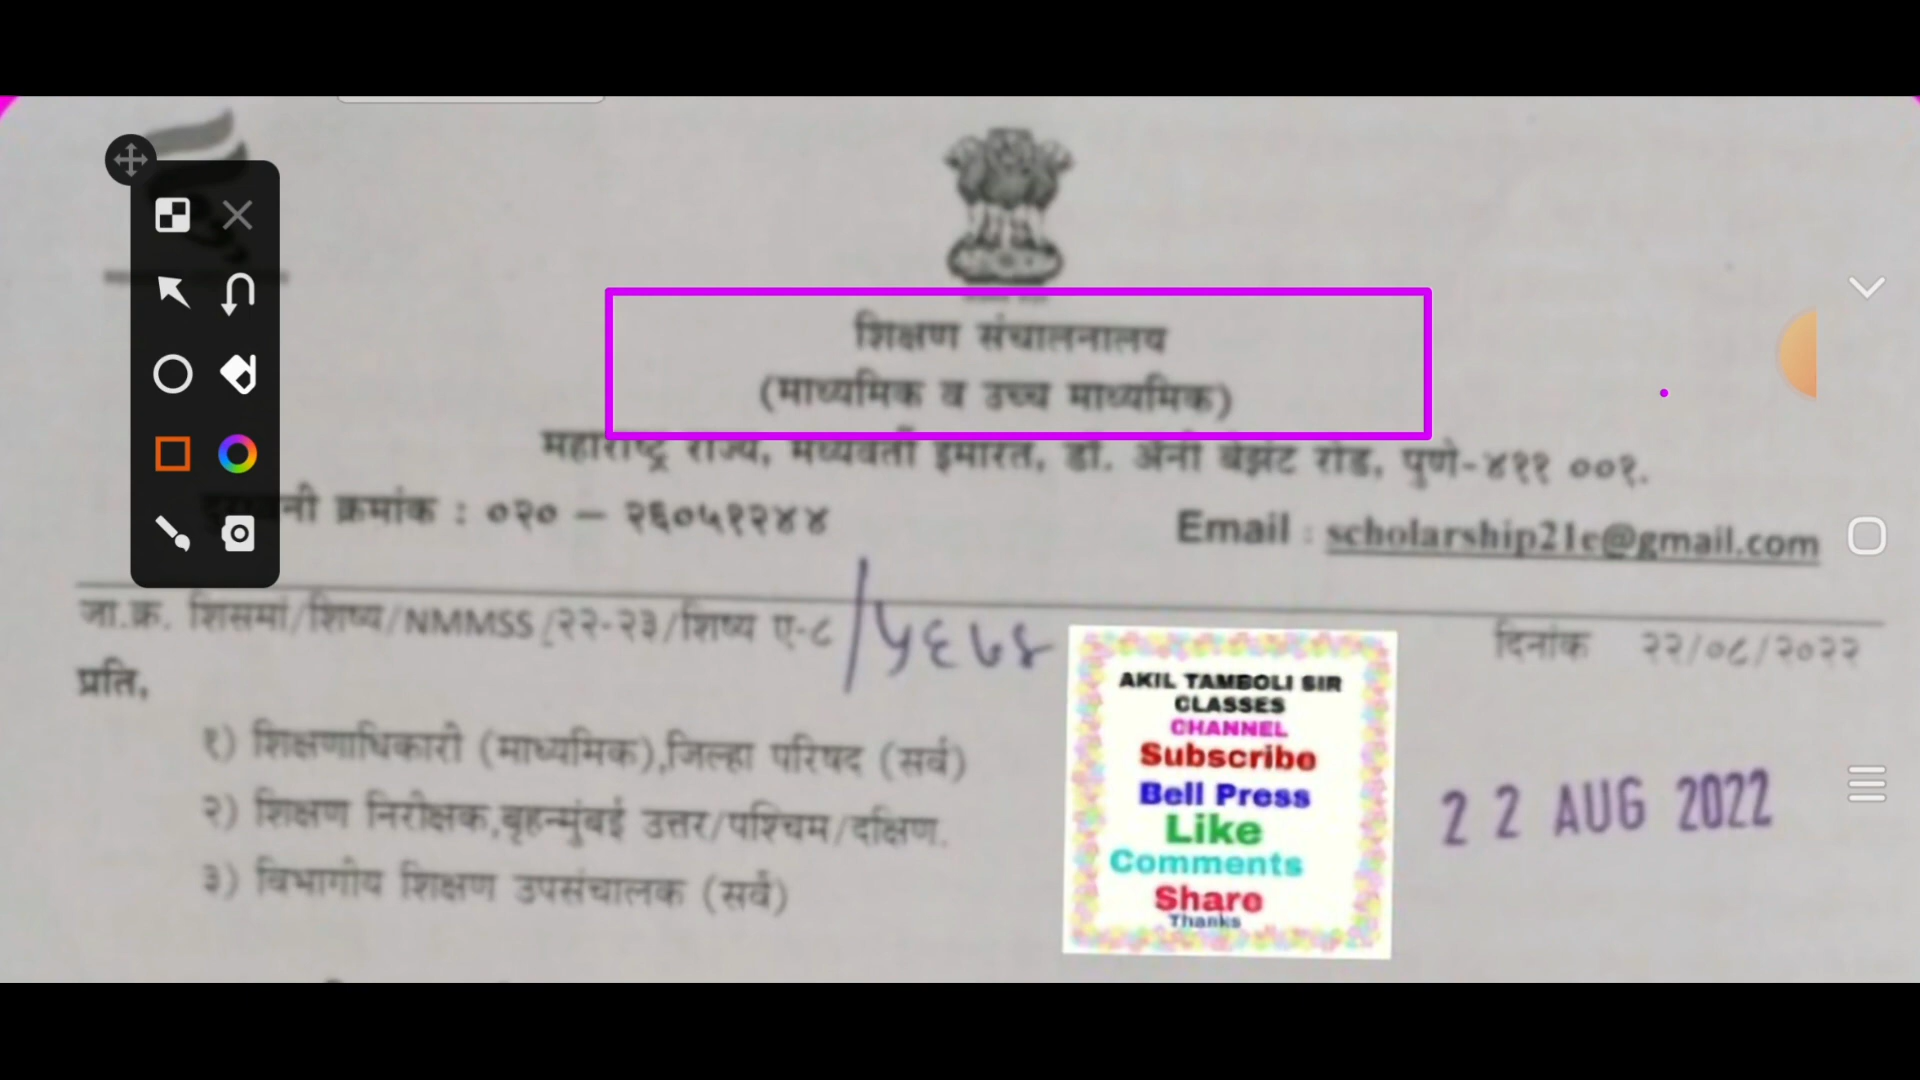 शिक्षण संचालनालय
(माध्यमिक व उच्च माध्यमिक)
महाराष्ट्र राज्य, मध्यवर्ती इमारत, डॉ. ॲनी बेझंट रोड, पुणे-४११ ००१.
क्रमांक : ०२० – २६०५१२४४
Email : scholarship21e@gmail.com
जा.क्र. शिसमा/शिष्य/NMMSS/२२-२३/शिष्य ए-८/५६७४
दिनांक २२/०८/२०२२
प्रति,
१) शिक्षणाधिकारी (माध्यमिक),जिल्हा परिषद (सर्व)
२) शिक्षण निरीक्षक,बृहन्मुंबई उत्तर/पश्चिम/दक्षिण.
३) विभागीय शिक्षण उपसंचालक (सर्व)
AKIL TAMBOLI SIR
CLASSES
CHANNEL
Subscribe
Bell Press
Like
Comments
Share
Thanks
22 AUG 2022